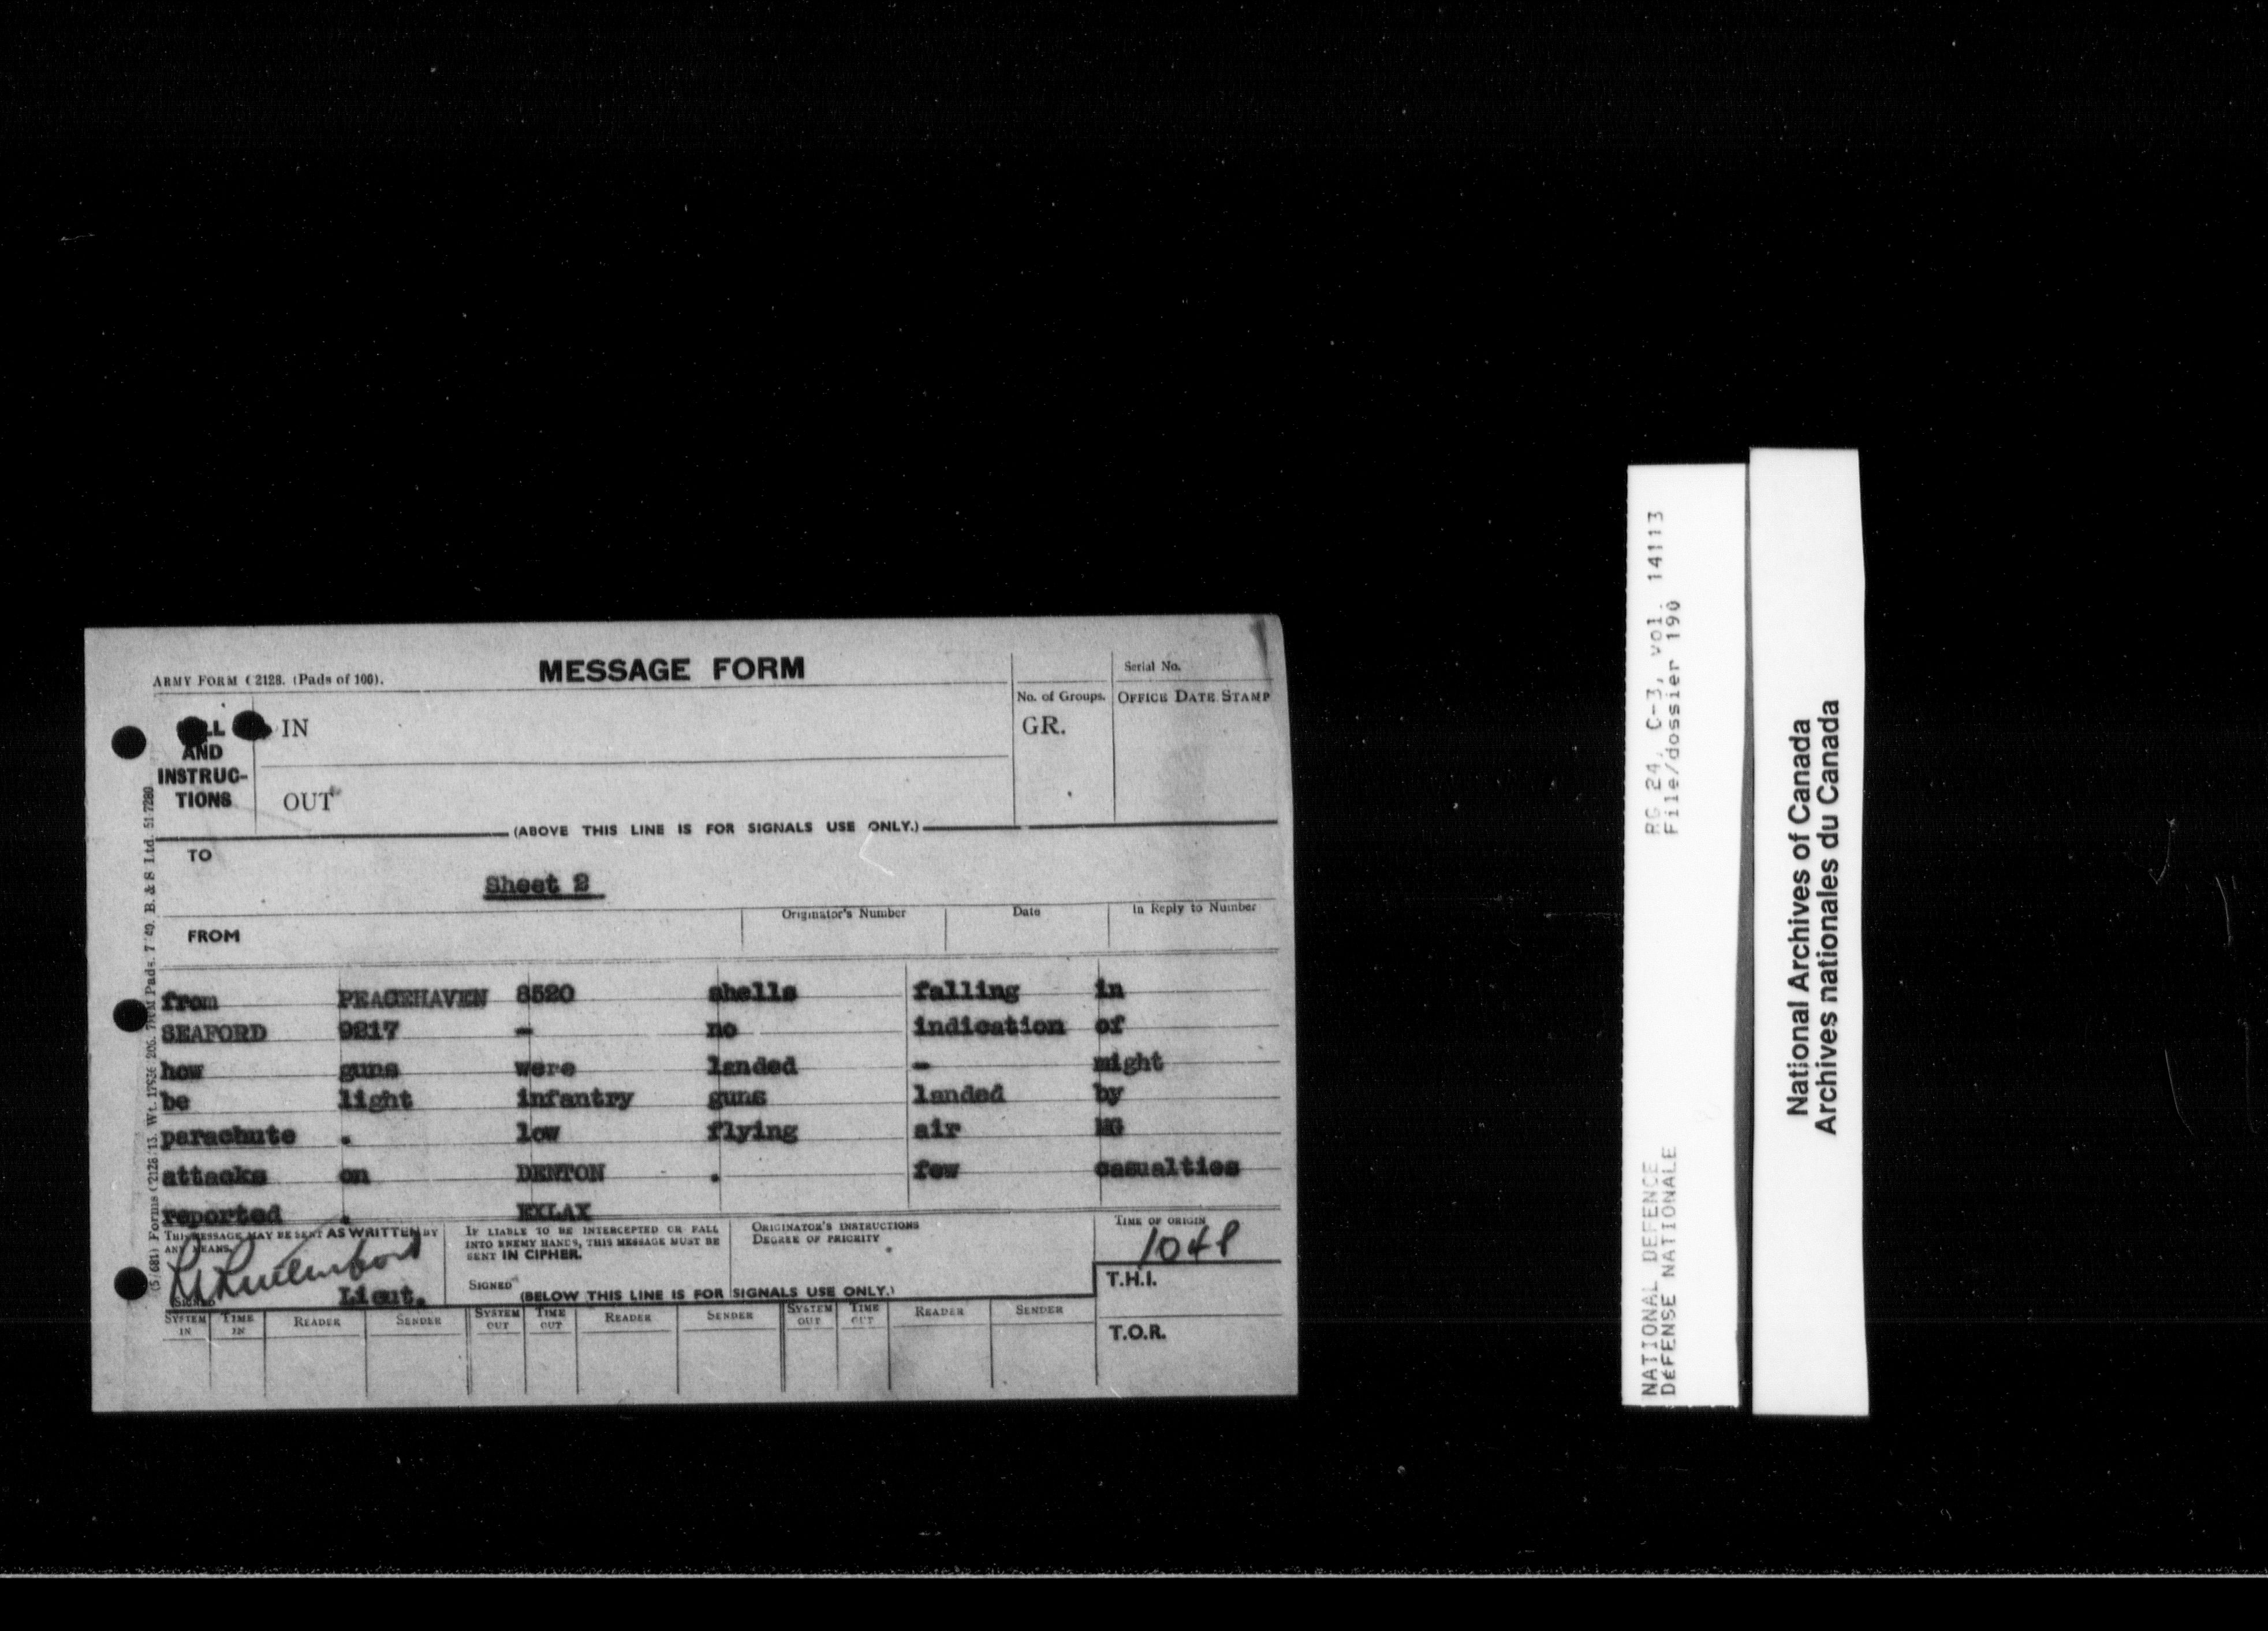 ARMY FORM C2128. (Pads of 100).
MESSAGE FORM
Serial No.
No. of Groups.
OFFICE DATE STAMP
AND
INSTRUC-
TIONS
IN
GR.
OUT
(ABOVE THIS LINE IS FOR SIGNALS USE ONLY.)
TO
Sheet 2
FROM
Originator's Number
Date
In Reply to Number
from PEACEHAVEN 8520 shells falling in
SEAFORD 9217 - no indication of
how guns were landed - might
be light infantry guns landed by
parachute . low flying air MG
attacks on DENTON . few casualties
reported . EXLAX
THIS MESSAGE MAY BE SENT AS WRITTEN BY
ANY MEANS.
SIGNED
Lieut.
IF LIABLE TO BE INTERCEPTED OR FALL
INTO ENEMY HANDS, THIS MESSAGE MUST BE
SENT IN CIPHER.
SIGNED
ORIGINATOR'S INSTRUCTIONS
DEGREE OF PRIORITY
TIME OF ORIGIN
1048
(BELOW THIS LINE IS FOR SIGNALS USE ONLY.)
T.H.I.
SYSTEM IN TIME IN READER SENDER SYSTEM OUT TIME OUT READER SENDER SYSTEM OUT TIME OUT READER SENDER
T.O.R.
NATIONAL DEFENCE RG 24, C-3, vol. 14113
DÉFENSE NATIONALE File/dossier 190
National Archives of Canada
Archives nationales du Canada